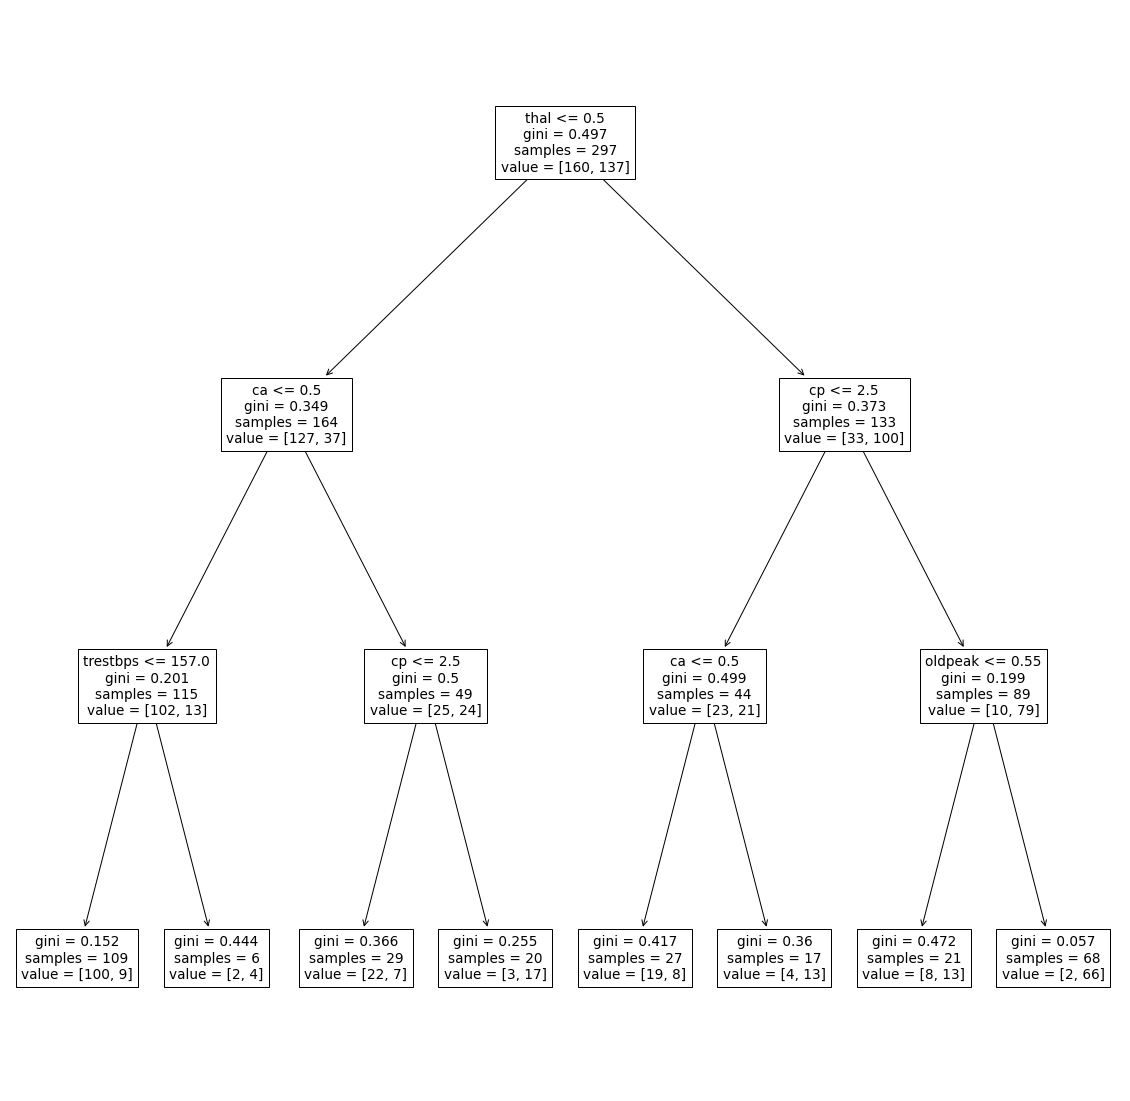 thal <= 0.5
gini = 0.497
samples = 297
value = [160, 137]
ca <= 0.5
gini = 0.349
samples = 164
value = [127, 37]
cp <= 2.5
gini = 0.373
samples = 133
value = [33, 100]
trestbps <= 157.0
gini = 0.201
samples = 115
value = [102, 13]
cp <= 2.5
gini = 0.5
samples = 49
value = [25, 24]
ca <= 0.5
gini = 0.499
samples = 44
value = [23, 21]
oldpeak <= 0.55
gini = 0.199
samples = 89
value = [10, 79]
gini = 0.152
samples = 109
value = [100, 9]
gini = 0.444
samples = 6
value = [2, 4]
gini = 0.366
samples = 29
value = [22, 7]
gini = 0.255
samples = 20
value = [3, 17]
gini = 0.417
samples = 27
value = [19, 8]
gini = 0.36
samples = 17
value = [4, 13]
gini = 0.472
samples = 21
value = [8, 13]
gini = 0.057
samples = 68
value = [2, 66]